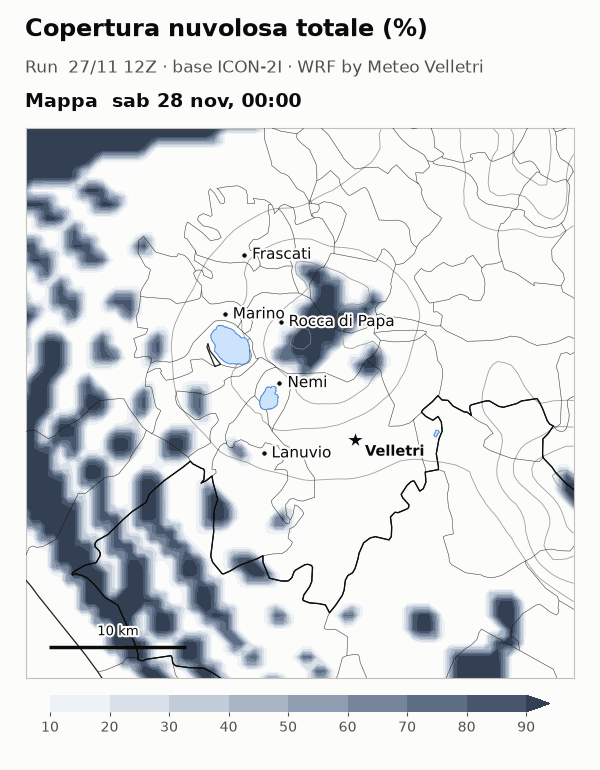 Copertura nuvolosa totale (%)
Run  27/11 12Z · base ICON-2I · WRF by Meteo Velletri
Mappa  sab 28 nov, 00:00
Frascati
Marino
Rocca di Papa
Nemi
Velletri
Lanuvio
10 km
10 20 30 40 50 60 70 80 90